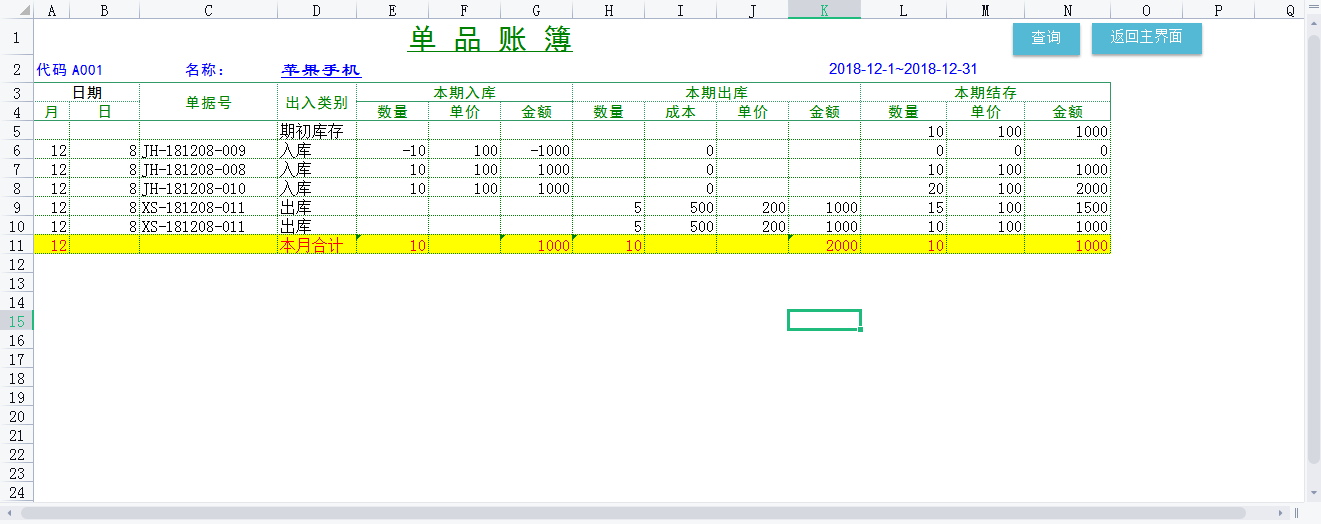 A B C D E F G H I J K L M N O P Q
1 单 品 账 簿 查询 返回主界面
2 代码 A001 名称: 苹果手机 2018-12-1~2018-12-31
3 日期 单据号 出入类别 本期入库 本期出库 本期结存
4 月 日 数量 单价 金额 数量 成本 单价 金额 数量 单价 金额
5 期初库存 10 100 1000
6 12 8 JH-181208-009 入库 -10 100 -1000 0 0 0 0
7 12 8 JH-181208-008 入库 10 100 1000 0 10 100 1000
8 12 8 JH-181208-010 入库 10 100 1000 0 20 100 2000
9 12 8 XS-181208-011 出库 5 500 200 1000 15 100 1500
10 12 8 XS-181208-011 出库 5 500 200 1000 10 100 1000
11 12 本月合计 10 1000 10 2000 10 1000
12
13
14
15
16
17
18
19
20
21
22
23
24